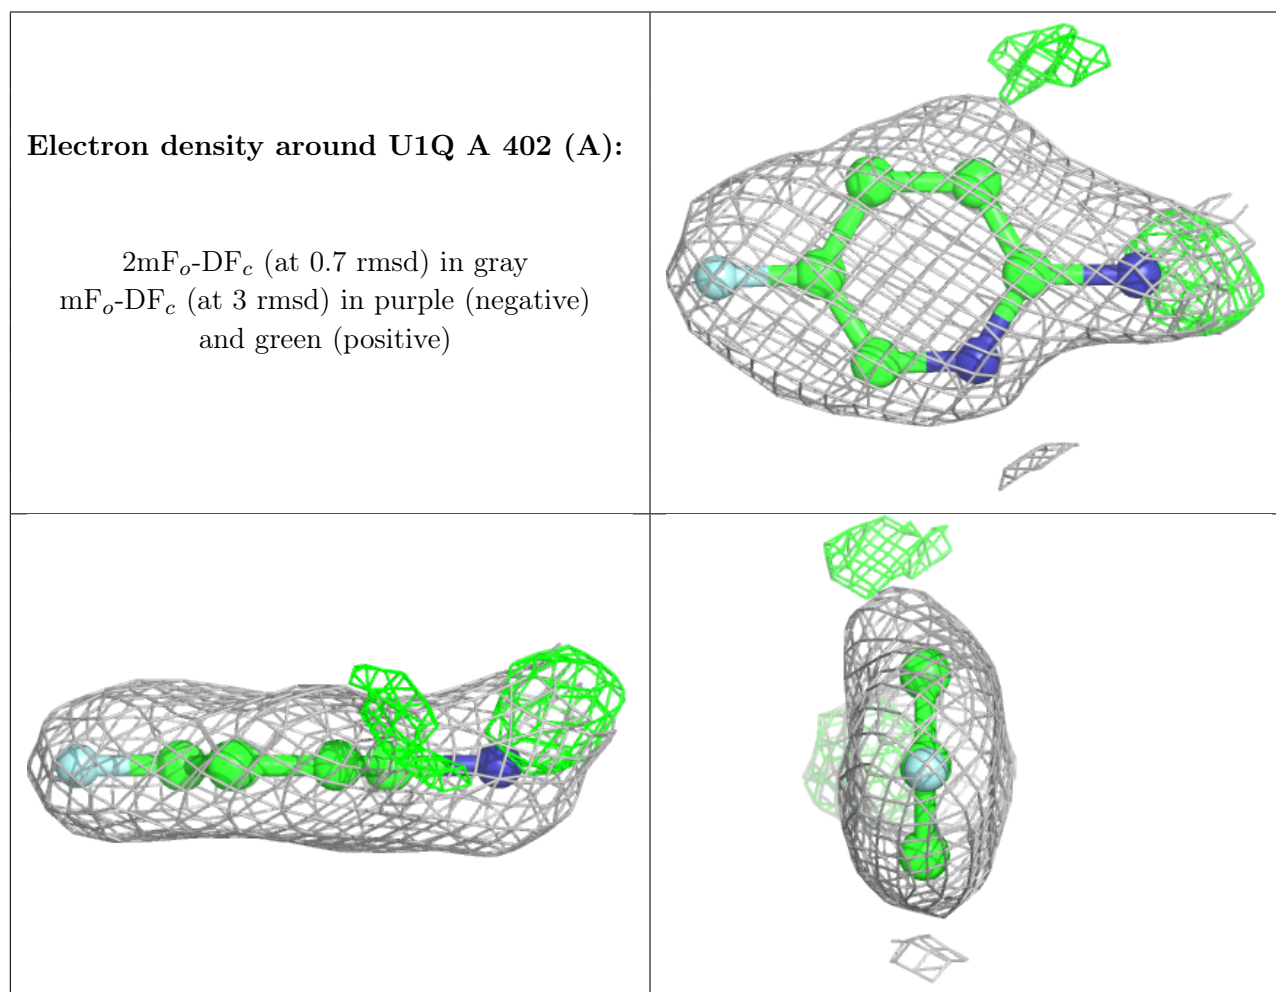 Electron density around U1Q A 402 (A):
2mFₒ-DF𝒸 (at 0.7 rmsd) in gray
mFₒ-DF𝒸 (at 3 rmsd) in purple (negative)
and green (positive)